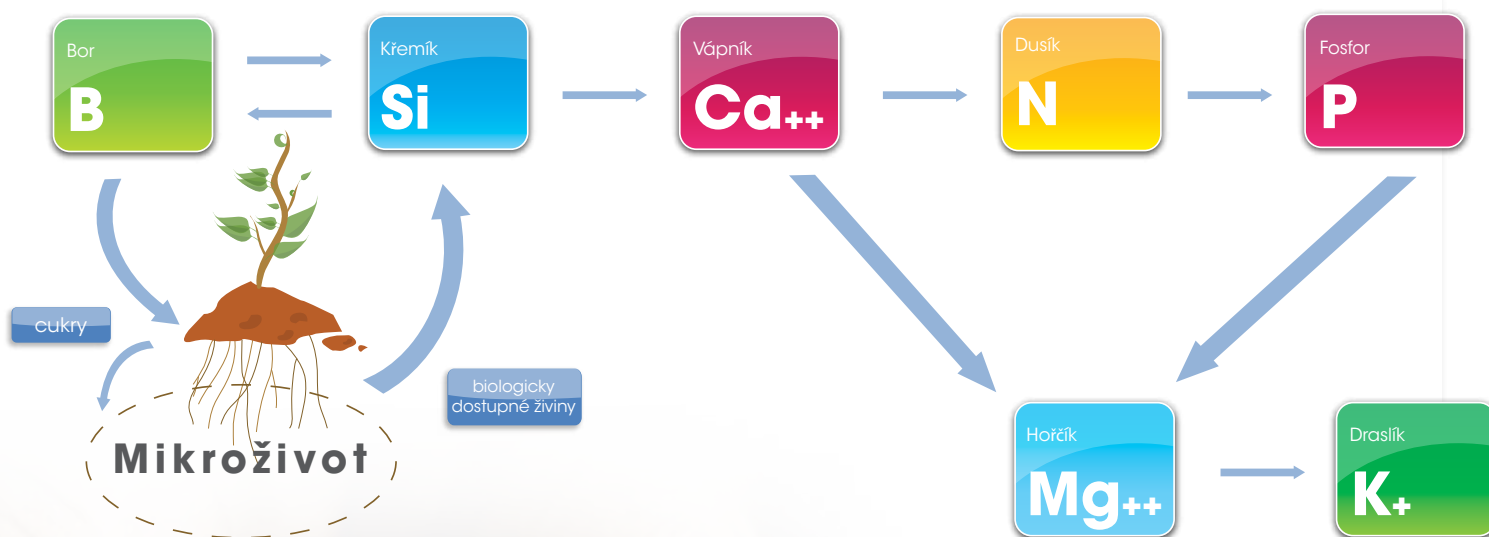 Bor
B
Křemík
Si
Vápník
Ca++
Dusík
N
Fosfor
P
cukry
biologicky
dostupné živiny
Mikroživot
Hořčík
Mg++
Draslík
K+